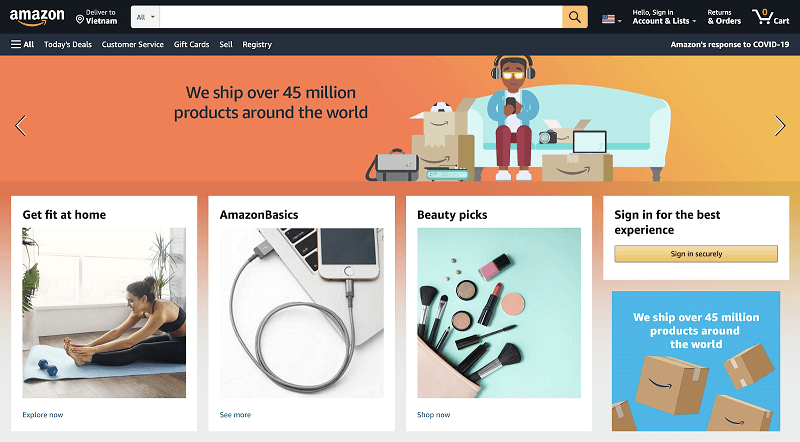 amazon
Deliver to
Vietnam
All
Hello, Sign in
Account & Lists
Returns
& Orders
0
Cart
All
Today's Deals
Customer Service
Gift Cards
Sell
Registry
Amazon's response to COVID-19
We ship over 45 million
products around the world
Get fit at home
Explore now
AmazonBasics
See more
Beauty picks
Shop now
Sign in for the best
experience
Sign in securely
We ship over 45 million
products around
the world